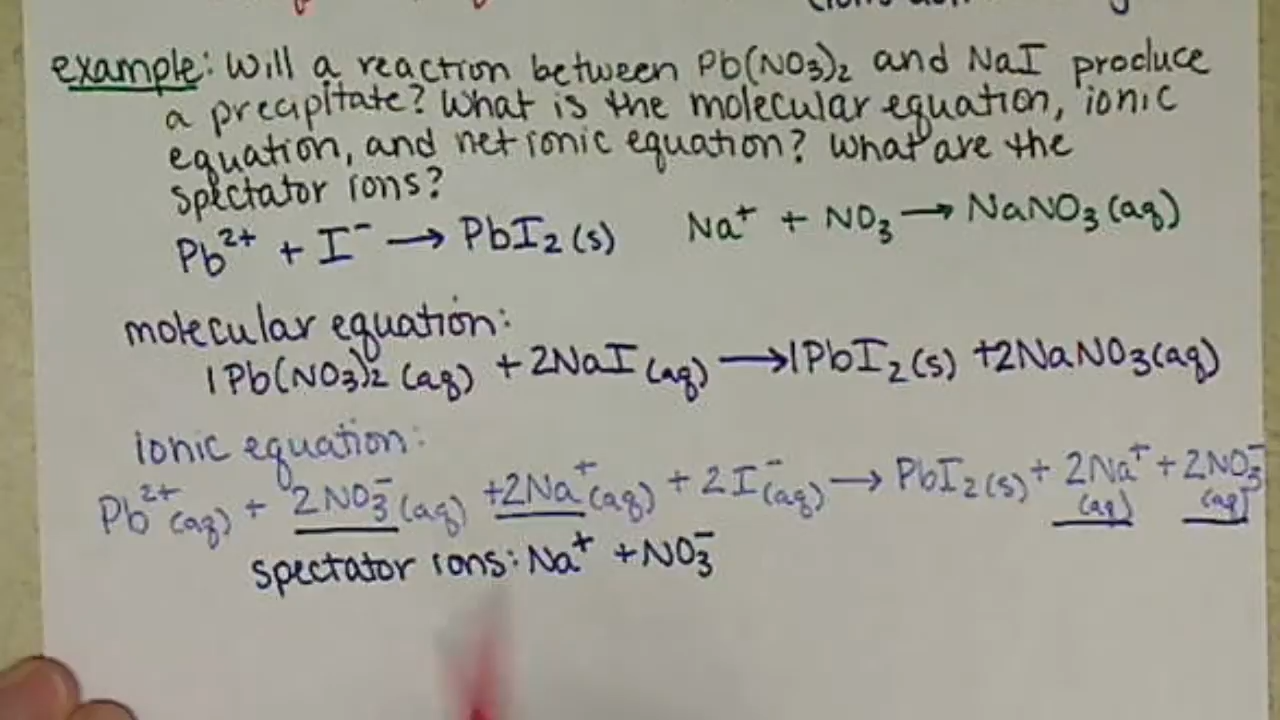 example: Will a reaction between Pb(NO₃)₂ and NaI produce
a precipitate? What is the molecular equation, ionic
equation, and net ionic equation? What are the
spectator ions?
Pb²⁺ + I⁻ → PbI₂ (s) Na⁺ + NO₃ → NaNO₃ (aq)
molecular equation:
1Pb(NO₃)₂ (aq) + 2NaI (aq) → 1PbI₂ (s) + 2NaNO₃ (aq)
ionic equation:
Pb²⁺ (aq) + 2NO₃⁻ (aq) + 2Na⁺ (aq) + 2I⁻ (aq) → PbI₂ (s) + 2Na⁺ (aq) + 2NO₃⁻ (aq)
spectator ions: Na⁺ + NO₃⁻